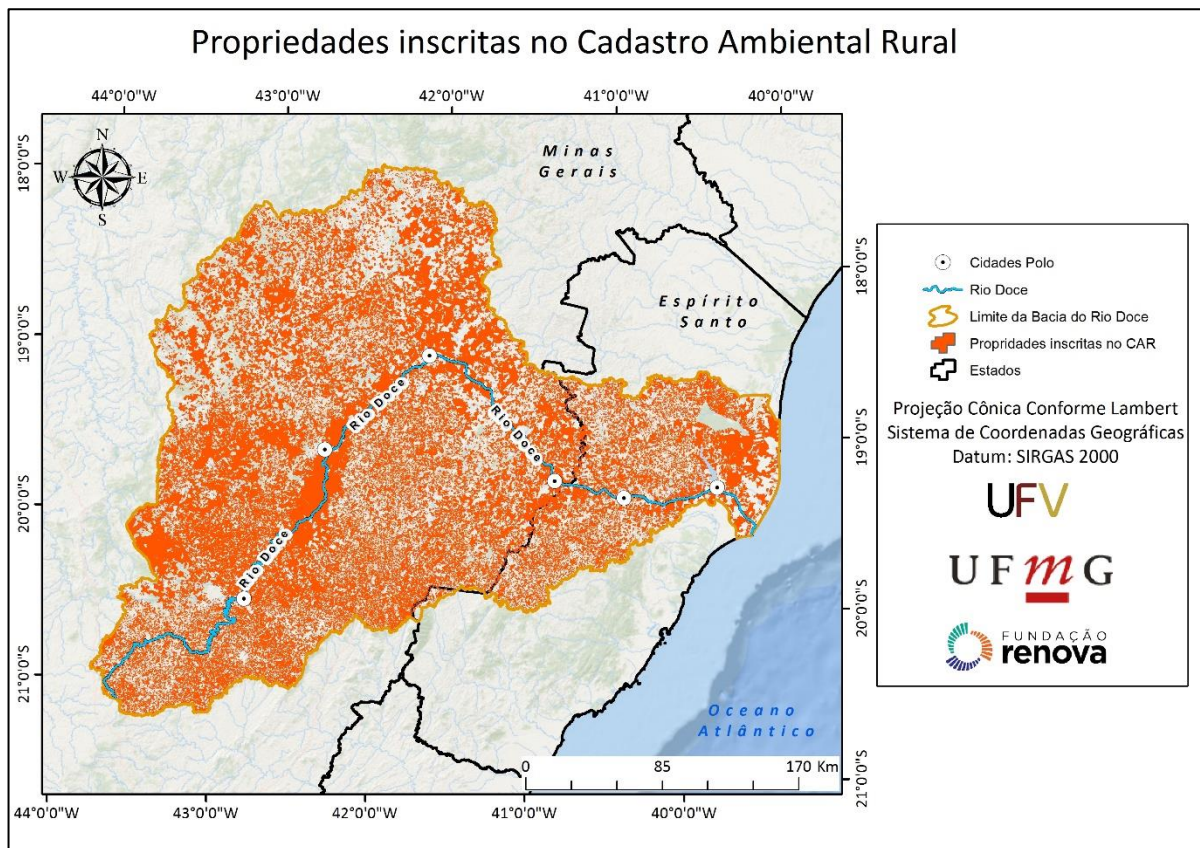 Propriedades inscritas no Cadastro Ambiental Rural
44°0'0"W 43°0'0"W 42°0'0"W 41°0'0"W 40°0'0"W
N
W E
S
18°0'0"S
19°0'0"S
20°0'0"S
21°0'0"S
Minas
Gerais
Espírito
Santo
Rio Doce
Rio Doce
Rio Doce
Oceano
Atlântico
0 85 170 Km
18°0'0"S
19°0'0"S
20°0'0"S
21°0'0"S
44°0'0"W 43°0'0"W 42°0'0"W 41°0'0"W 40°0'0"W
Cidades Polo
Rio Doce
Limite da Bacia do Rio Doce
Propridades inscritas no CAR
Estados
Projeção Cônica Conforme Lambert
Sistema de Coordenadas Geográficas
Datum: SIRGAS 2000
UFV
UFmG
FUNDAÇÃO
renova